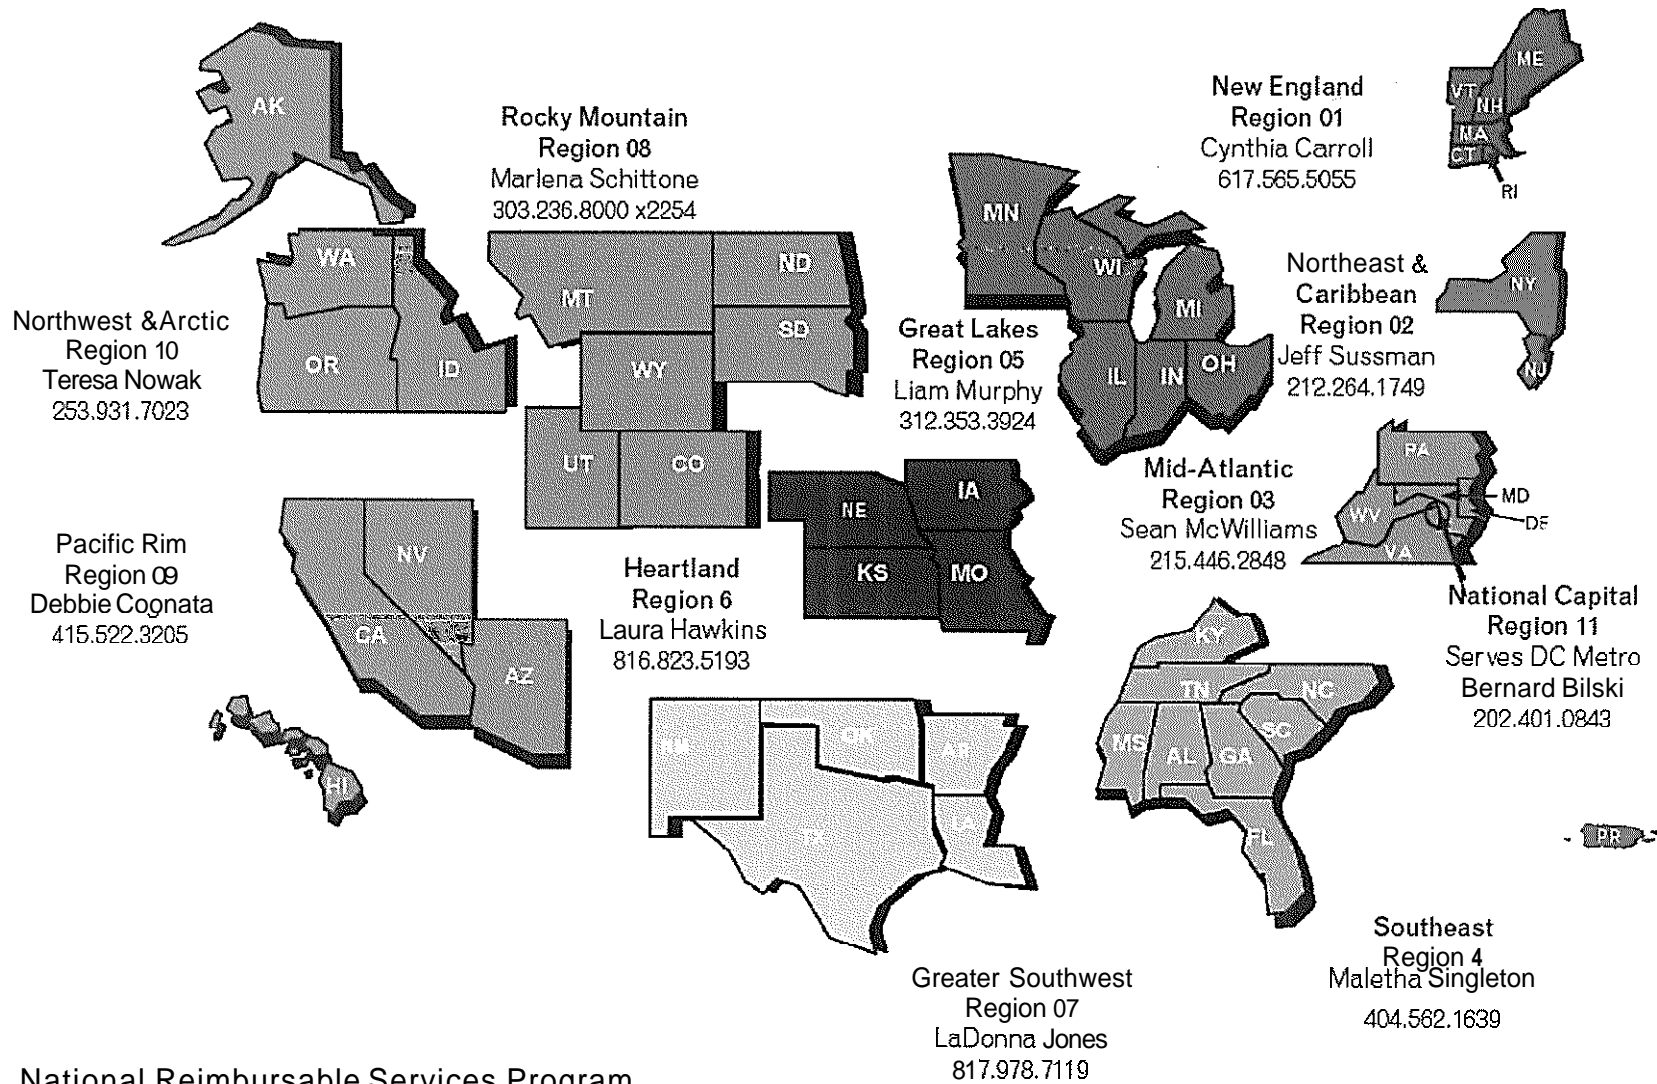 AK
Rocky Mountain
Region 08
Marlena Schittone
303.236.8000 x2254
New England
Region 01
Cynthia Carroll
617.565.5055
ME
VT
NH
MA
CT
RI
WA
OR
ID
Northwest &Arctic
Region 10
Teresa Nowak
253.931.7023
MT
ND
SD
WY
UT
CO
MN
WI
MI
IL
IN
OH
Great Lakes
Region 05
Liam Murphy
312.353.3924
Northeast &
Caribbean
Region 02
Jeff Sussman
212.264.1749
NY
NJ
Mid-Atlantic
Region 03
Sean McWilliams
215.446.2848
PA
MD
DE
WV
VA
National Capital
Region 11
Serves DC Metro
Bernard Bilski
202.401.0843
Pacific Rim
Region 09
Debbie Cognata
415.522.3205
NV
CA
AZ
HI
Heartland
Region 6
Laura Hawkins
816.823.5193
NE
IA
KS
MO
NM
OK
AR
TX
LA
Greater Southwest
Region 07
LaDonna Jones
817.978.7119
KY
TN
NC
SC
MS
AL
GA
FL
PR
Southeast
Region 4
Maletha Singleton
404.562.1639
National Reimbursable Services Program